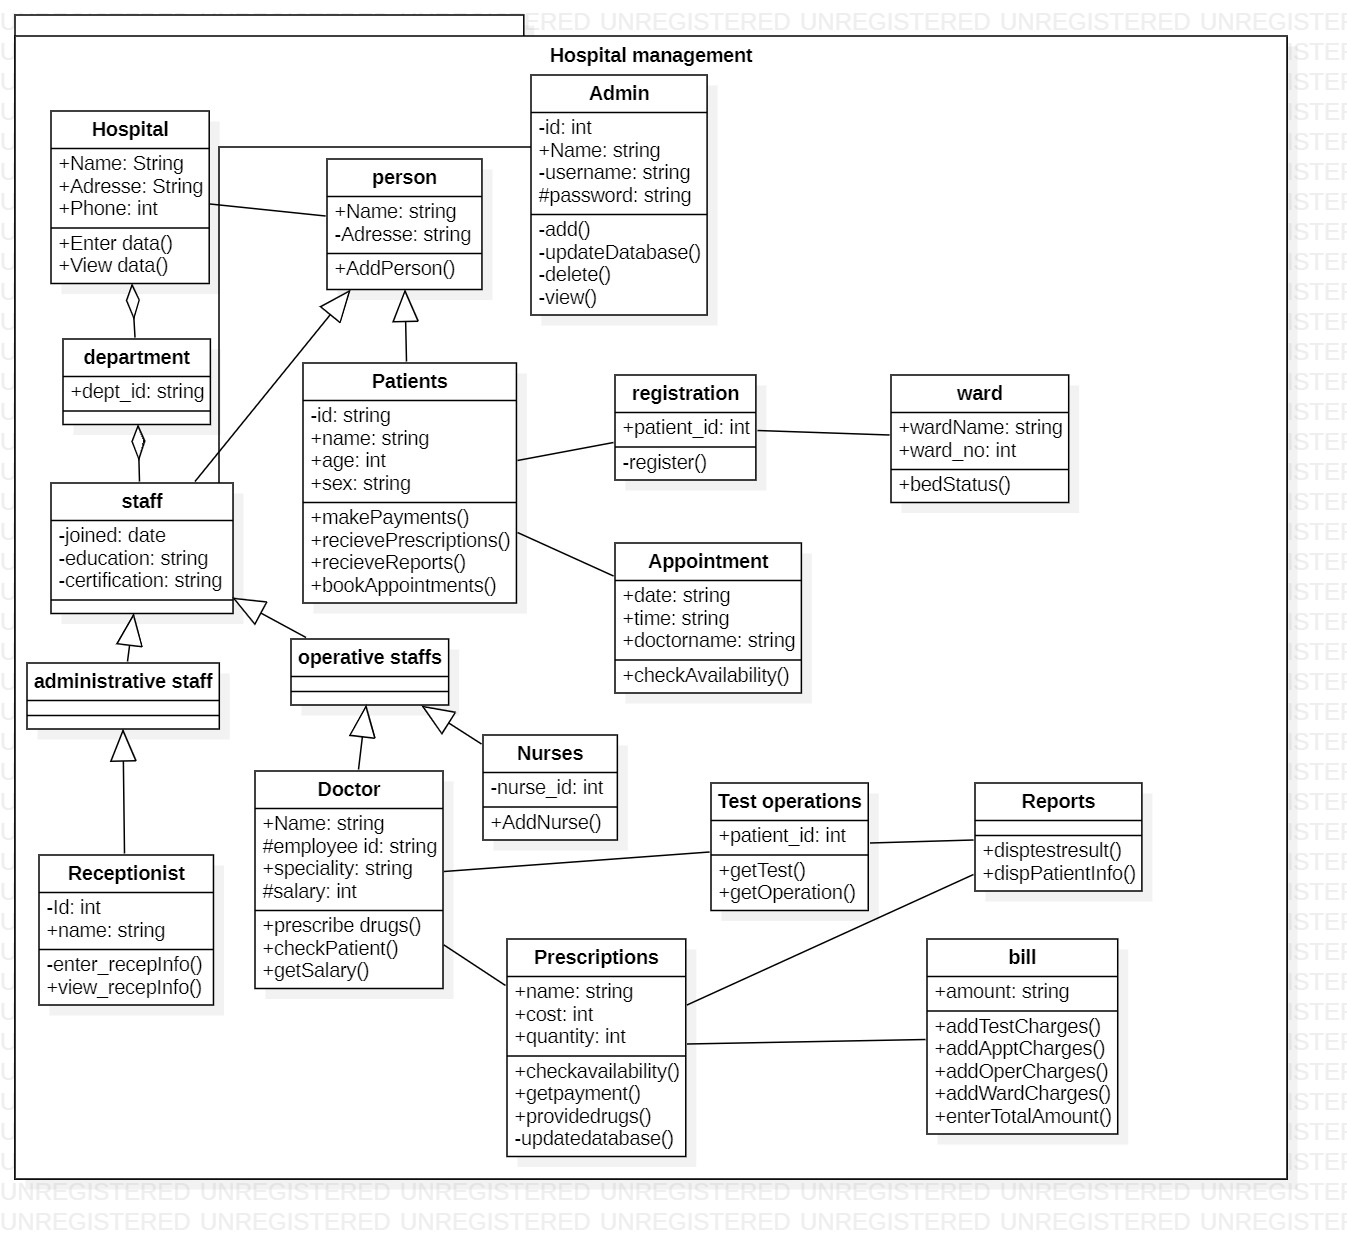 Hospital management
Hospital
+Name: String
+Adresse: String
+Phone: int
+Enter data()
+View data()
person
+Name: string
-Adresse: string
+AddPerson()
Admin
-id: int
+Name: string
-username: string
#password: string
-add()
-updateDatabase()
-delete()
-view()
department
+dept_id: string
Patients
-id: string
+name: string
+age: int
+sex: string
+makePayments()
+recievePrescriptions()
+recieveReports()
+bookAppointments()
registration
+patient_id: int
-register()
ward
+wardName: string
+ward_no: int
+bedStatus()
staff
-joined: date
-education: string
-certification: string
Appointment
+date: string
+time: string
+doctorname: string
+checkAvailability()
administrative staff
operative staffs
Nurses
-nurse_id: int
+AddNurse()
Doctor
+Name: string
#employee id: string
+speciality: string
#salary: int
+prescribe drugs()
+checkPatient()
+getSalary()
Test operations
+patient_id: int
+getTest()
+getOperation()
Reports
+disptestresult()
+dispPatientInfo()
Receptionist
-Id: int
+name: string
-enter_recepInfo()
+view_recepInfo()
Prescriptions
+name: string
+cost: int
+quantity: int
+checkavailability()
+getpayment()
+providedrugs()
-updatedatabase()
bill
+amount: string
+addTestCharges()
+addApptCharges()
+addOperCharges()
+addWardCharges()
+enterTotalAmount()
UNREGISTERED UNREGISTERED UNREGISTERED UNREGISTERED UNREGISTERED UNREGISTERED
UNREGISTERED UNREGISTERED UNREGISTERED UNREGISTERED UNREGISTERED UNREGISTERED